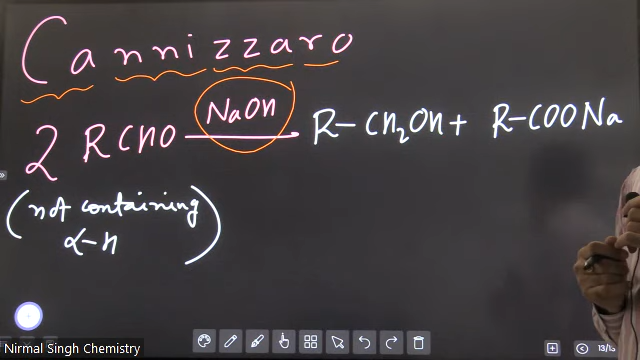 Cannizzaro
2 RCHO NaOH R-CH2OH + R-COONa
(not containing
α-H)
Nirmal Singh Chemistry